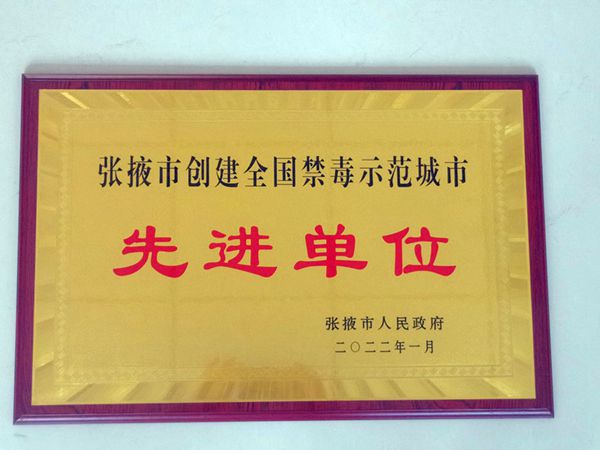 张掖市创建全国禁毒示范城市
先进单位
张掖市人民政府
二〇二二年一月